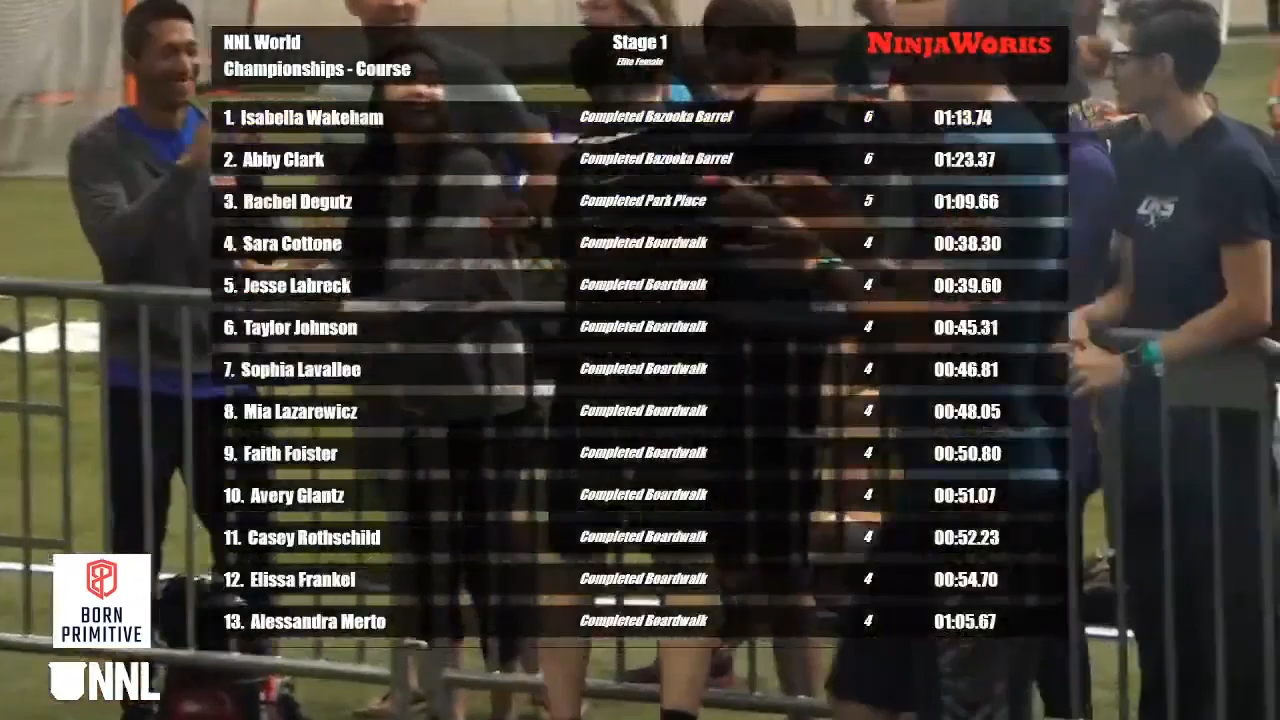 NNL World
Championships - Course
Stage 1
Elite Female
NINJAWORKS
1. Isabella Wakeham Completed Bazooka Barrel 6 01:13.74
2. Abby Clark Completed Bazooka Barrel 6 01:23.37
3. Rachel Degutz Completed Park Place 5 01:09.66
4. Sara Cottone Completed Boardwalk 4 00:38.30
5. Jesse Labreck Completed Boardwalk 4 00:39.60
6. Taylor Johnson Completed Boardwalk 4 00:45.31
7. Sophia Lavallee Completed Boardwalk 4 00:46.81
8. Mia Lazarewicz Completed Boardwalk 4 00:48.05
9. Faith Foister Completed Boardwalk 4 00:50.80
10. Avery Glantz Completed Boardwalk 4 00:51.07
11. Casey Rothschild Completed Boardwalk 4 00:52.23
12. Elissa Frankel Completed Boardwalk 4 00:54.70
13. Alessandra Merto Completed Boardwalk 4 01:05.67
BORN
PRIMITIVE
NNL